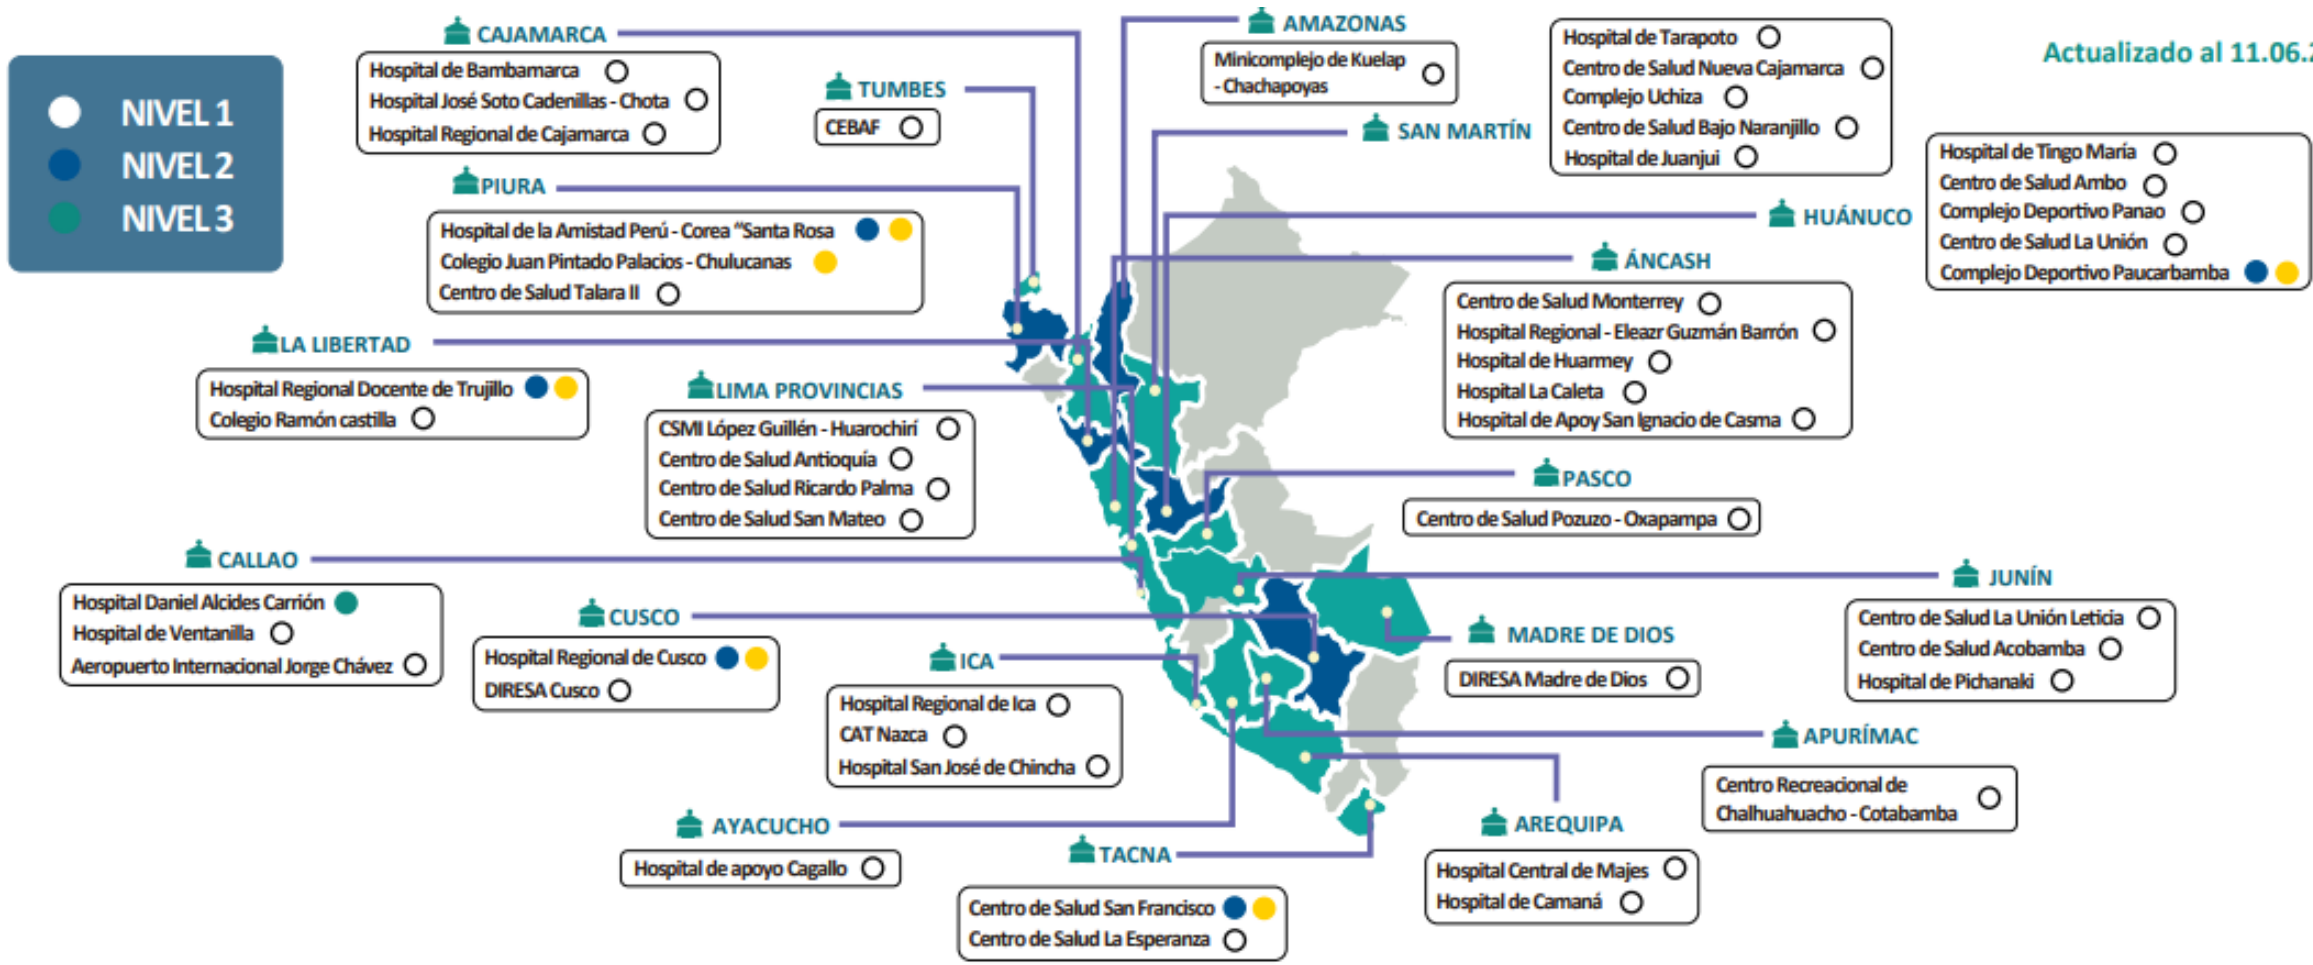 NIVEL 1
NIVEL 2
NIVEL 3
CAJAMARCA
Hospital de Bambamarca
Hospital José Soto Cadenillas - Chota
Hospital Regional de Cajamarca
TUMBES
CEBAF
AMAZONAS
Minicomplejo de Kuelap
- Chachapoyas
SAN MARTÍN
Hospital de Tarapoto
Centro de Salud Nueva Cajamarca
Complejo Uchiza
Centro de Salud Bajo Naranjillo
Hospital de Juanjui
Actualizado al 11.06.2
PIURA
Hospital de la Amistad Perú - Corea "Santa Rosa
Colegio Juan Pintado Palacios - Chulucanas
Centro de Salud Talara II
HUÁNUCO
Hospital de Tingo María
Centro de Salud Ambo
Complejo Deportivo Panao
Centro de Salud La Unión
Complejo Deportivo Paucarbamba
ÁNCASH
Centro de Salud Monterrey
Hospital Regional - Eleazr Guzmán Barrón
Hospital de Huarmey
Hospital La Caleta
Hospital de Apoy San Ignacio de Casma
LA LIBERTAD
Hospital Regional Docente de Trujillo
Colegio Ramón castilla
LIMA PROVINCIAS
CSMI López Guillén - Huarochirí
Centro de Salud Antioquía
Centro de Salud Ricardo Palma
Centro de Salud San Mateo
PASCO
Centro de Salud Pozuzo - Oxapampa
CALLAO
Hospital Daniel Alcides Carrión
Hospital de Ventanilla
Aeropuerto Internacional Jorge Chávez
CUSCO
Hospital Regional de Cusco
DIRESA Cusco
ICA
Hospital Regional de Ica
CAT Nazca
Hospital San José de Chincha
MADRE DE DIOS
DIRESA Madre de Dios
JUNÍN
Centro de Salud La Unión Leticia
Centro de Salud Acobamba
Hospital de Pichanaki
APURÍMAC
Centro Recreacional de
Chalhuahuacho - Cotabamba
AYACUCHO
Hospital de apoyo Cagallo
TACNA
Centro de Salud San Francisco
Centro de Salud La Esperanza
AREQUIPA
Hospital Central de Majes
Hospital de Camaná